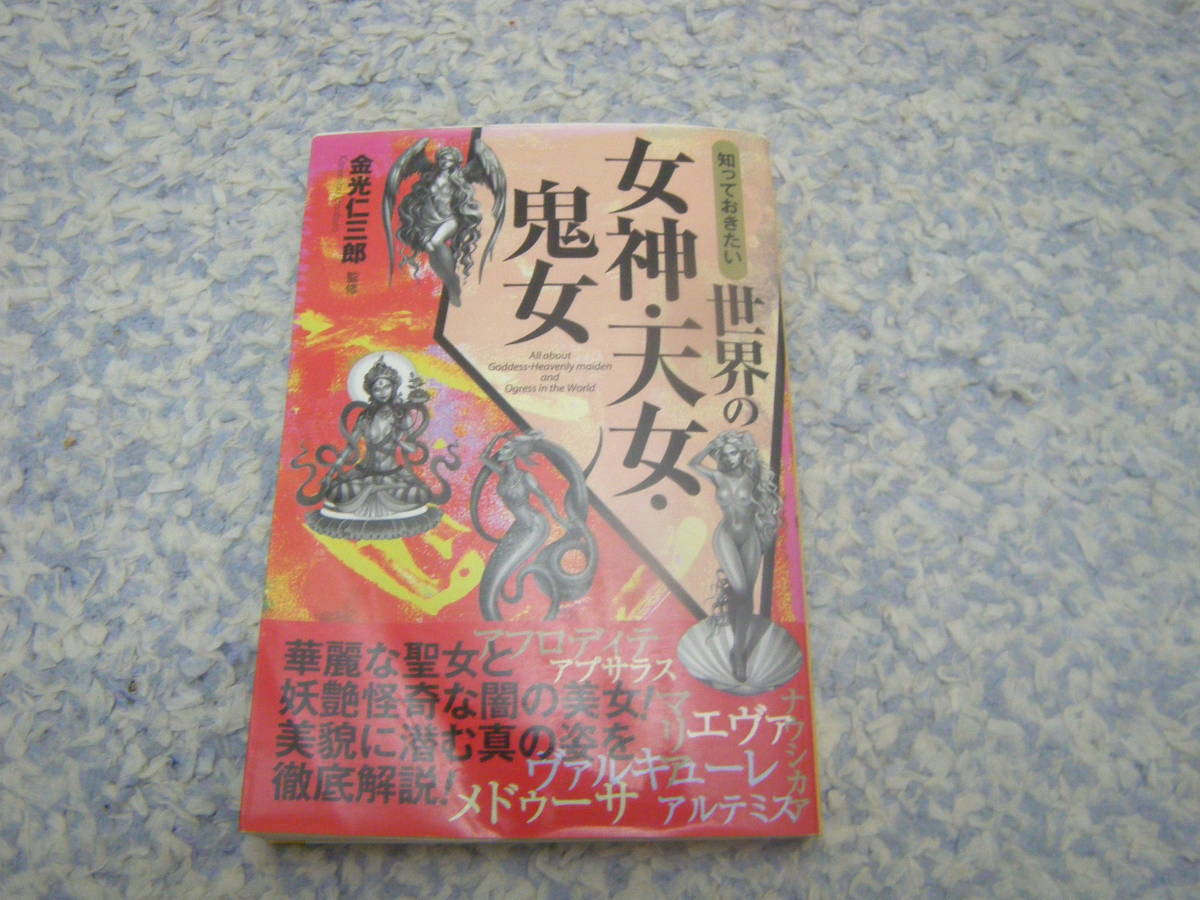 知っておきたい
世界の
女神・天女・
鬼女
All about
Goddess·Heavenly maiden
and
Ogress in the World
金光仁三郎 監修
華麗な聖女と
妖艶怪奇な闇の美女!
美貌に潜む真の姿を
徹底解説!
アフロディテ
アプサラス
マリア
エヴァ
ナウシカァ
ヴァルキューレ
メドゥーサ
アルテミス